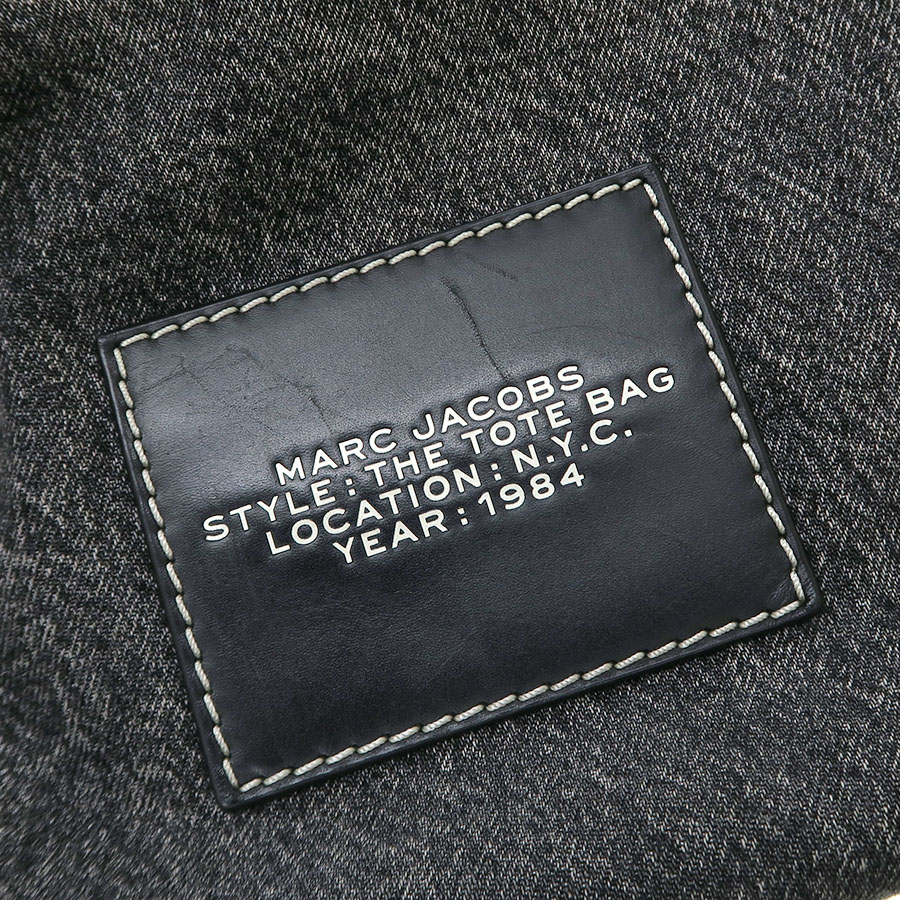 MARC JACOBS
STYLE : THE TOTE BAG
LOCATION : N.Y.C.
YEAR : 1984